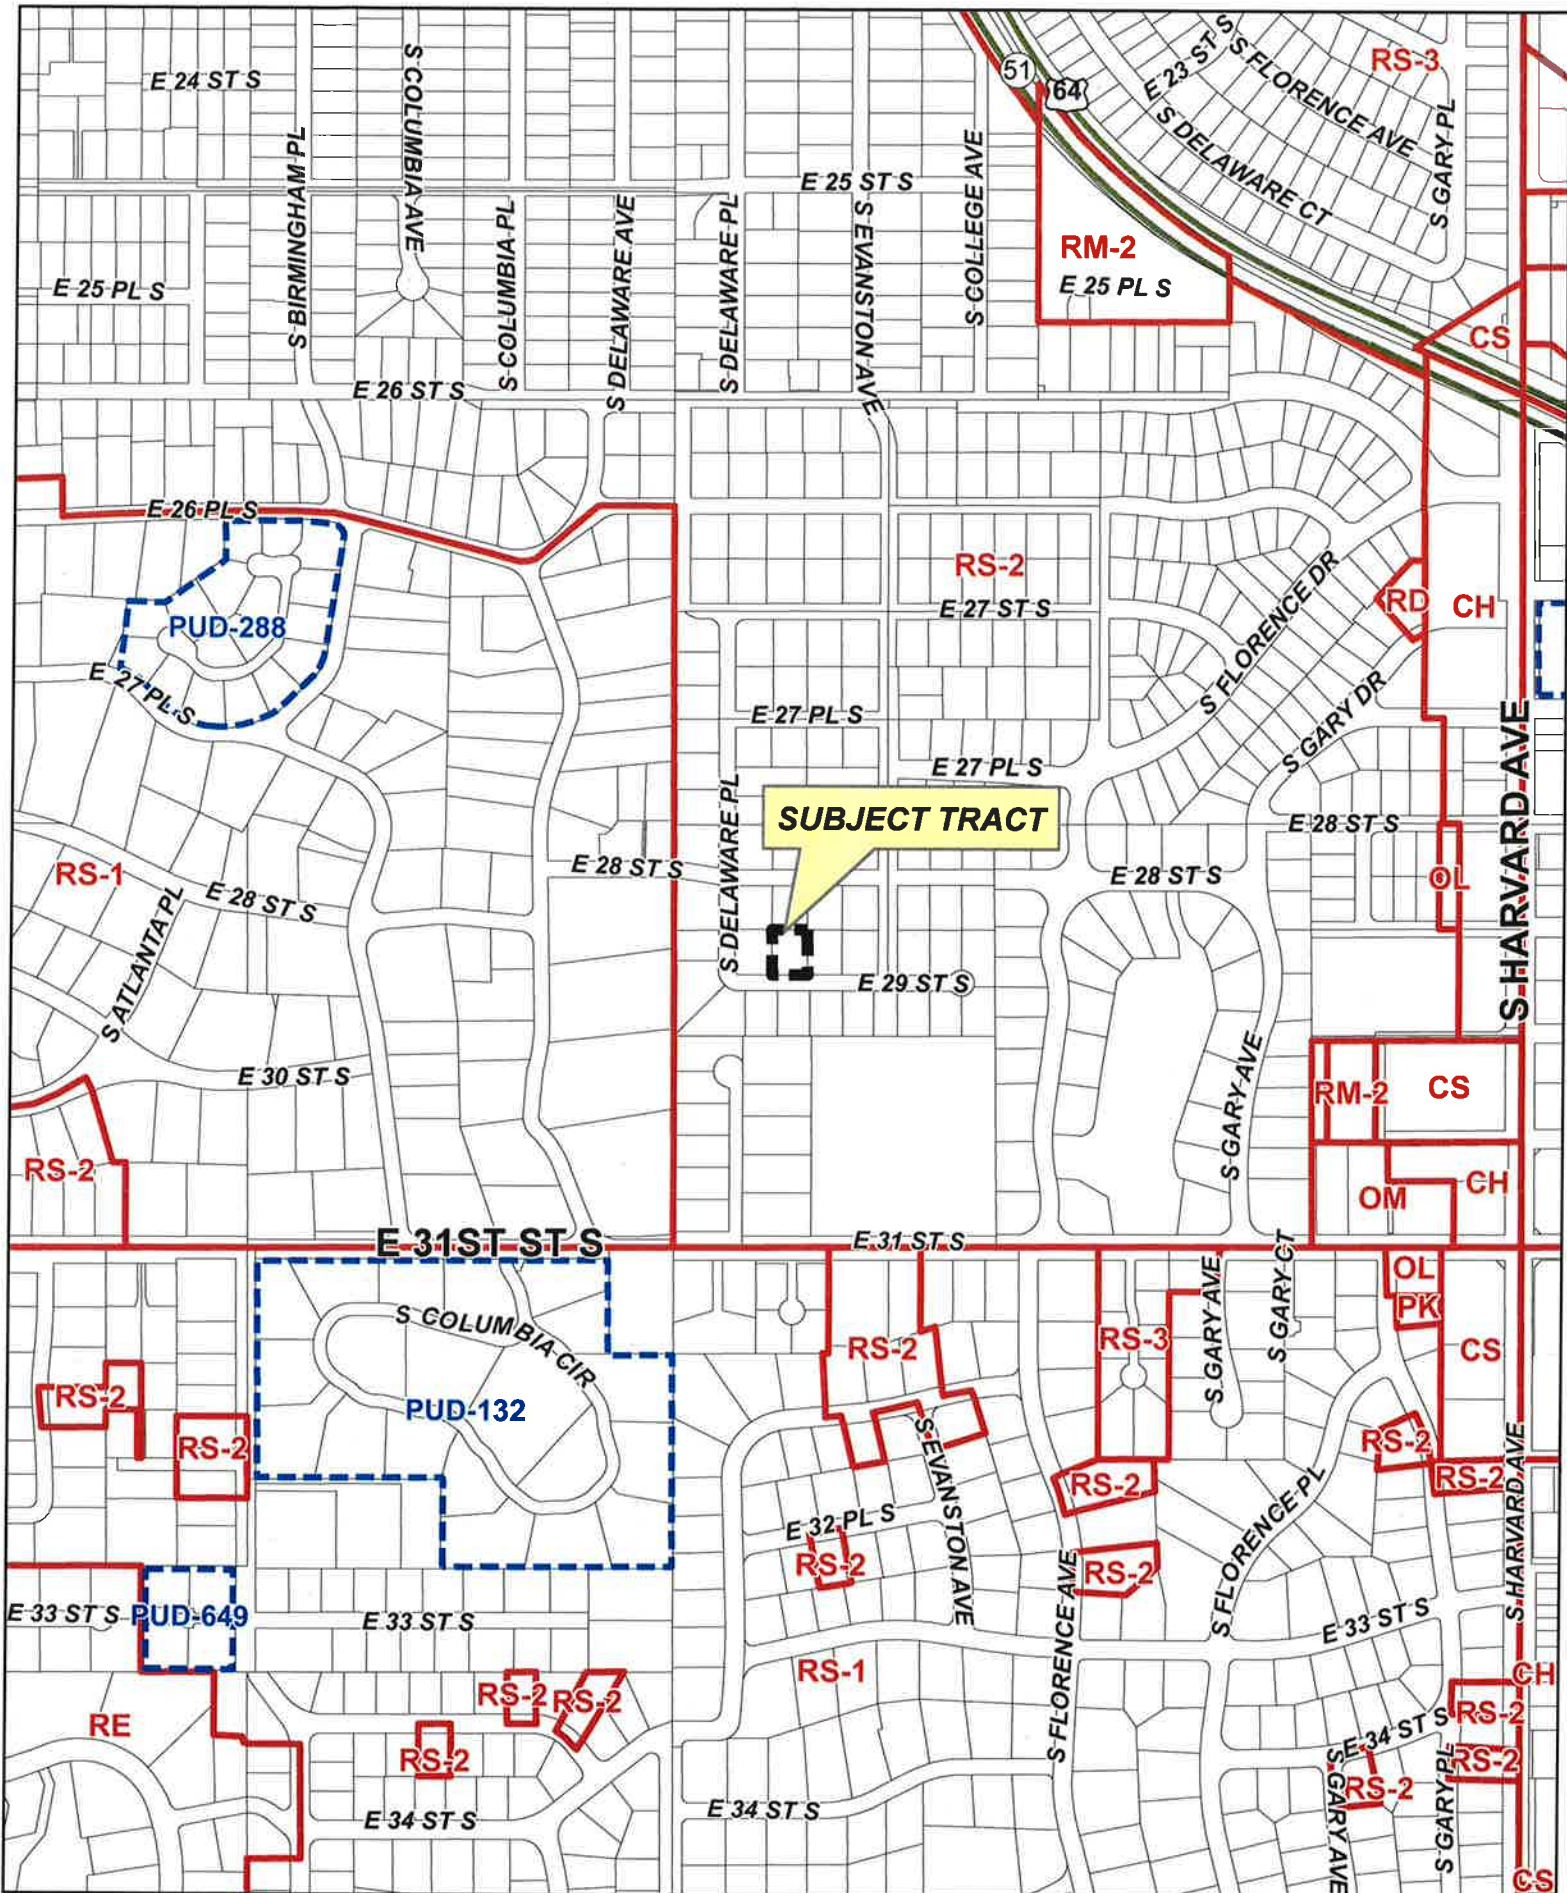 E 24 ST S
S COLUMBIA AVE
51
64
E 23 ST S
S FLORENCE AVE
RS-3
S DELAWARE CT
S GARY PL
S BIRMINGHAM PL
E 25 ST S
S COLLEGE AVE
S COLUMBIA PL
S DELAWARE AVE
S DELAWARE PL
S EVANSTON AVE
RM-2
E 25 PL S
E 25 PL S
CS
E 26 ST S
E 26 PL S
RS-2
E 27 ST S
S FLORENCE DR
RD
CH
PUD-288
E 27 PL S
E 27 PL S
S GARY DR
E 27 PL S
S HARVARD AVE
SUBJECT TRACT
S DELAWARE PL
E 28 ST S
RS-1
E 28 ST S
E 28 ST S
E 28 ST S
OL
S ATLANTA PL
E 29 ST S
E 30 ST S
S GARY AVE
RM-2
CS
RS-2
OM
CH
E 31ST ST S
E 31 ST S
S GARY AVE
S GARY CT
OL
PK
S COLUMBIA CIR
RS-2
RS-3
CS
RS-2
PUD-132
RS-2
S EVANSTON AVE
RS-2
RS-2
RS-2
S HARVARD AVE
E 32 PL S
RS-2
S FLORENCE AVE
RS-2
S FLORENCE PL
E 33 ST S
PUD-649
E 33 ST S
E 33 ST S
RS-1
CH
RS-2
RS-2
RS-2
RE
RS-2
E 34 ST S
RS-2
RS-2
S GARY AVE
S GARY PL
E 34 ST S
E 34 ST S
CS